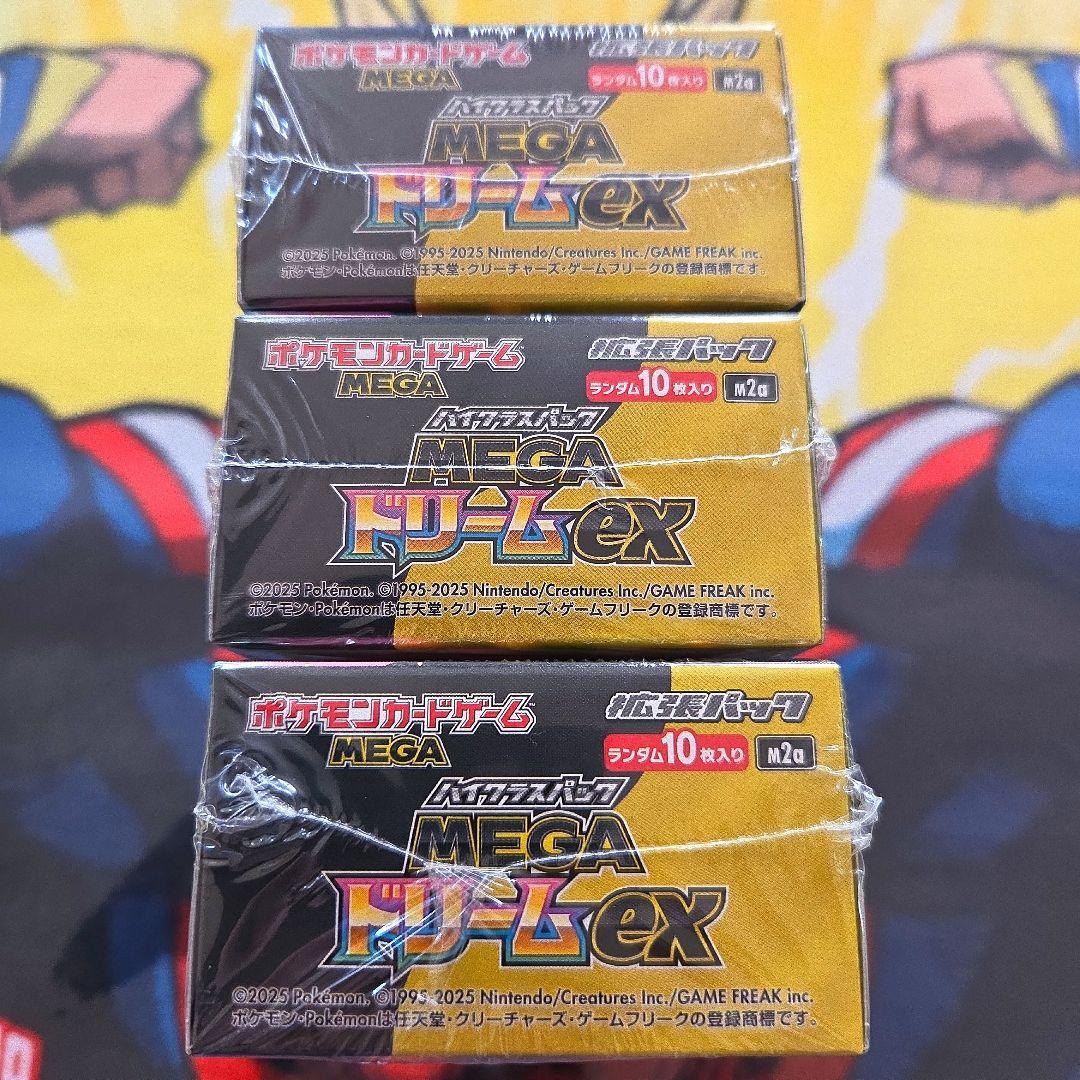 ポケモンカードゲーム 拡張パック
MEGA ランダム10枚入り M2a
ハイクラスパック
MEGA
ドリームex
©2025 Pokémon. ©1995-2025 Nintendo/Creatures Inc./GAME FREAK inc.
ポケモン・Pokémonは任天堂・クリーチャーズ・ゲームフリークの登録商標です。
ポケモンカードゲーム 拡張パック
MEGA ランダム10枚入り M2a
ハイクラスパック
MEGA
ドリームex
©2025 Pokémon. ©1995-2025 Nintendo/Creatures Inc./GAME FREAK inc.
ポケモン・Pokémonは任天堂・クリーチャーズ・ゲームフリークの登録商標です。
ポケモンカードゲーム 拡張パック
MEGA ランダム10枚入り M2a
ハイクラスパック
MEGA
ドリームex
©2025 Pokémon. ©1995-2025 Nintendo/Creatures Inc./GAME FREAK inc.
ポケモン・Pokémonは任天堂・クリーチャーズ・ゲームフリークの登録商標です。